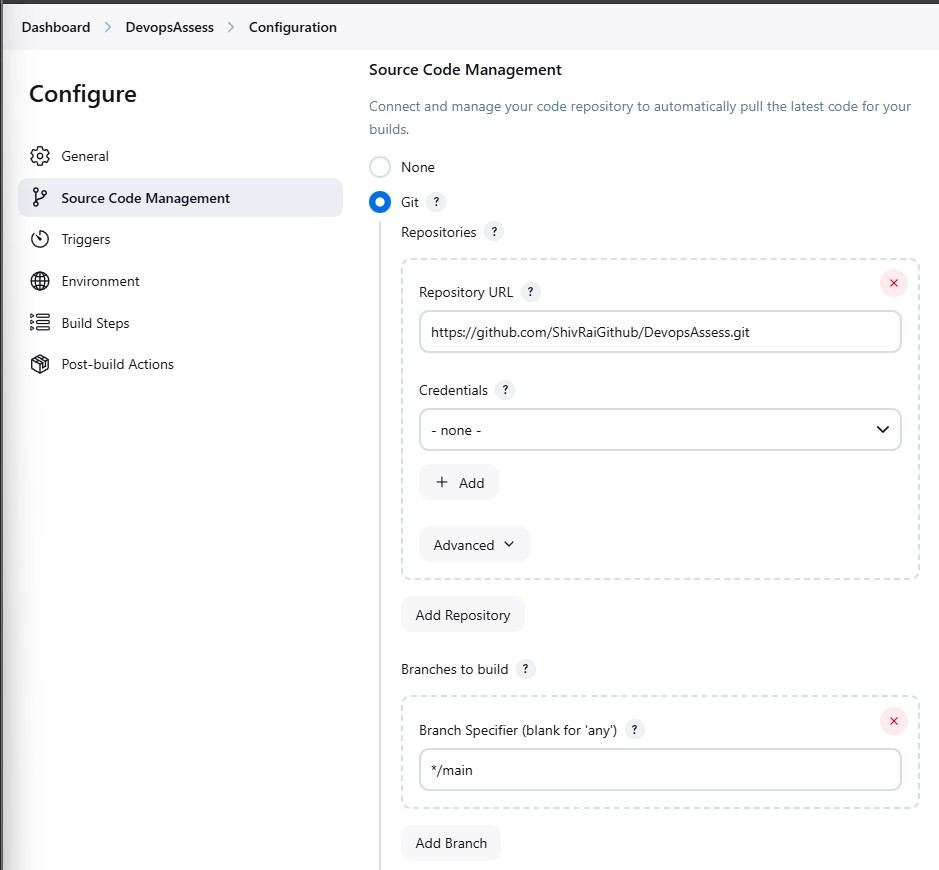 Dashboard > DevopsAssess > Configuration
Configure
General
Source Code Management
Triggers
Environment
Build Steps
Post-build Actions
Source Code Management
Connect and manage your code repository to automatically pull the latest code for your
builds.
None
Git ?
Repositories ?
Repository URL ?
https://github.com/ShivRaiGithub/DevopsAssess.git
Credentials ?
- none -
+ Add
Advanced
Add Repository
Branches to build ?
Branch Specifier (blank for 'any') ?
*/main
Add Branch